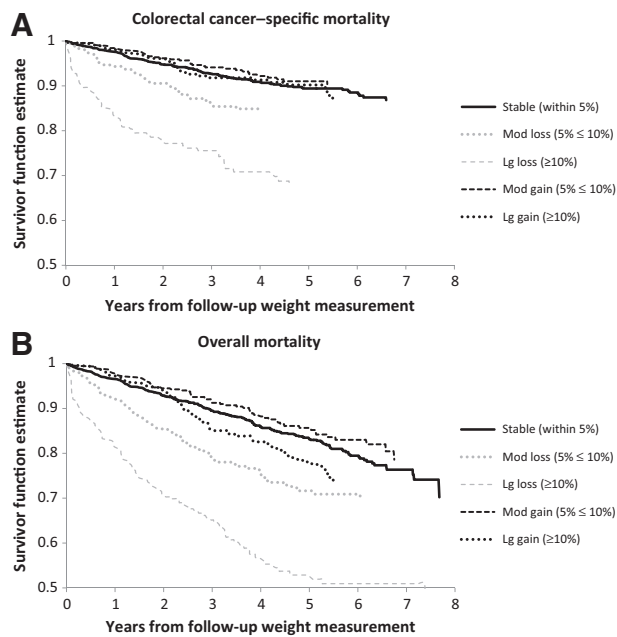 A
Colorectal cancer–specific mortality
Survivor function estimate
1
0.9
0.8
0.7
0.6
0.5
0 1 2 3 4 5 6 7 8
Years from follow-up weight measurement
Stable (within 5%)
Mod loss (5% ≤ 10%)
Lg loss (≥10%)
Mod gain (5% ≤ 10%)
Lg gain (≥10%)
B
Overall mortality
Survivor function estimate
1
0.9
0.8
0.7
0.6
0.5
0 1 2 3 4 5 6 7 8
Years from follow-up weight measurement
Stable (within 5%)
Mod loss (5% ≤ 10%)
Lg loss (≥10%)
Mod gain (5% ≤ 10%)
Lg gain (≥10%)